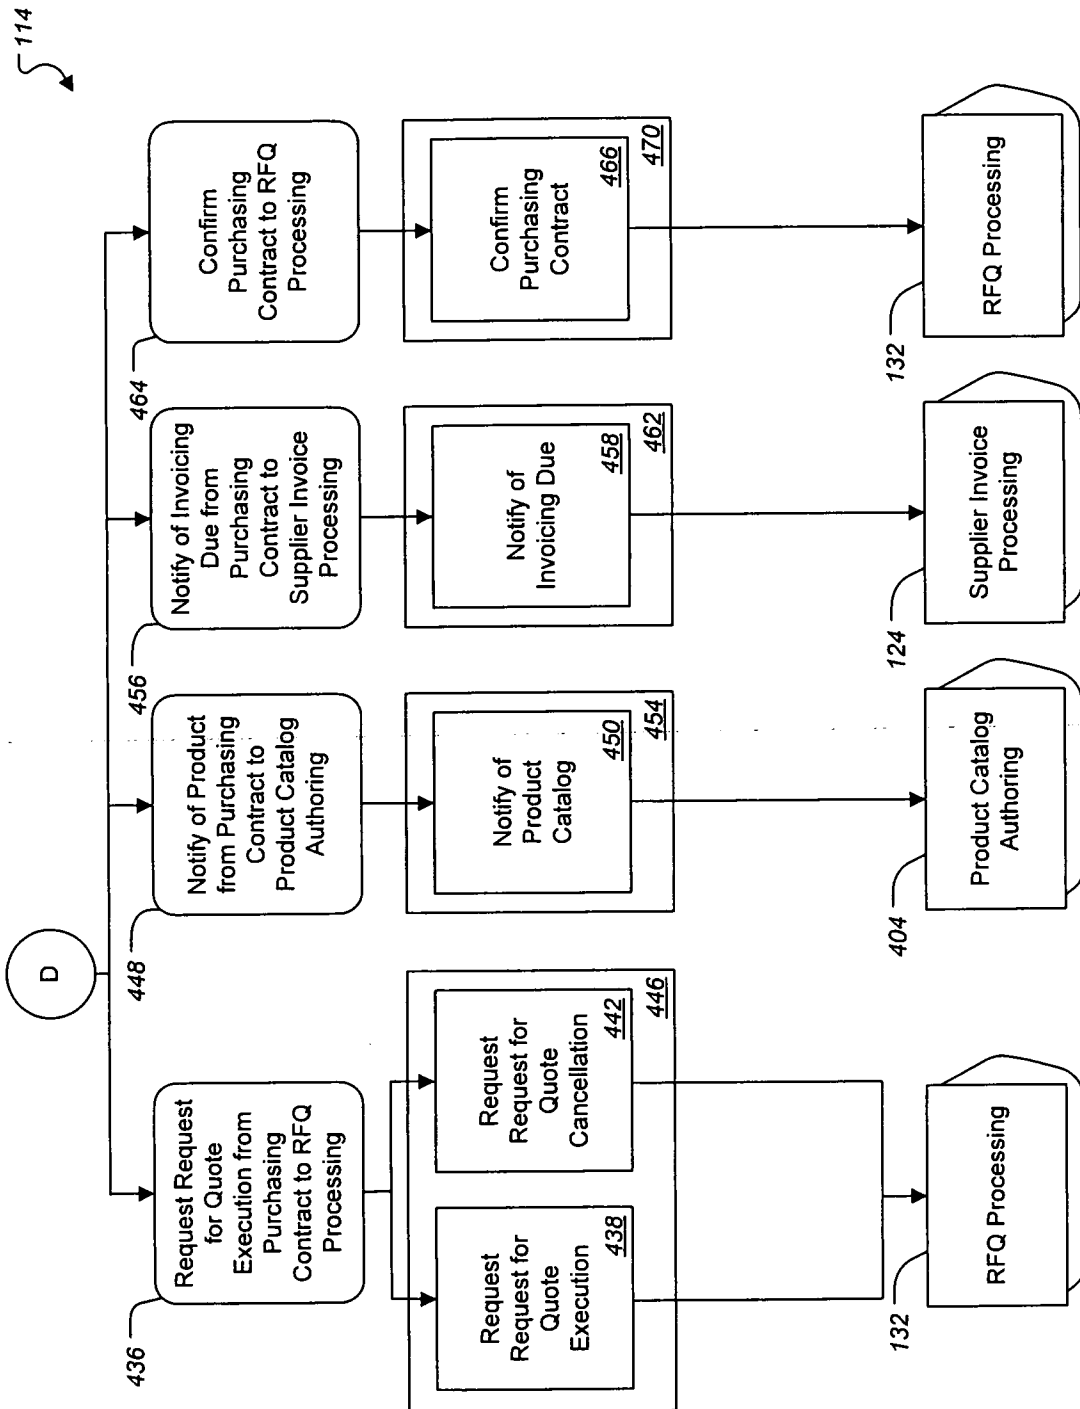 114
D
436
Request Request
for Quote
Execution from
Purchasing
Contract to RFQ
Processing
448
Notify of Product
from Purchasing
Contract to
Product Catalog
Authoring
456
Notify of Invoicing
Due from
Purchasing
Contract to
Supplier Invoice
Processing
464
Confirm
Purchasing
Contract to RFQ
Processing
Request
Request for
Quote
Execution
438
Request
Request for
Quote
Cancellation
442
446
Notify of
Product
Catalog
450
454
Notify of
Invoicing Due
458
462
Confirm
Purchasing
Contract
466
470
132
RFQ Processing
404
Product Catalog
Authoring
124
Supplier Invoice
Processing
132
RFQ Processing